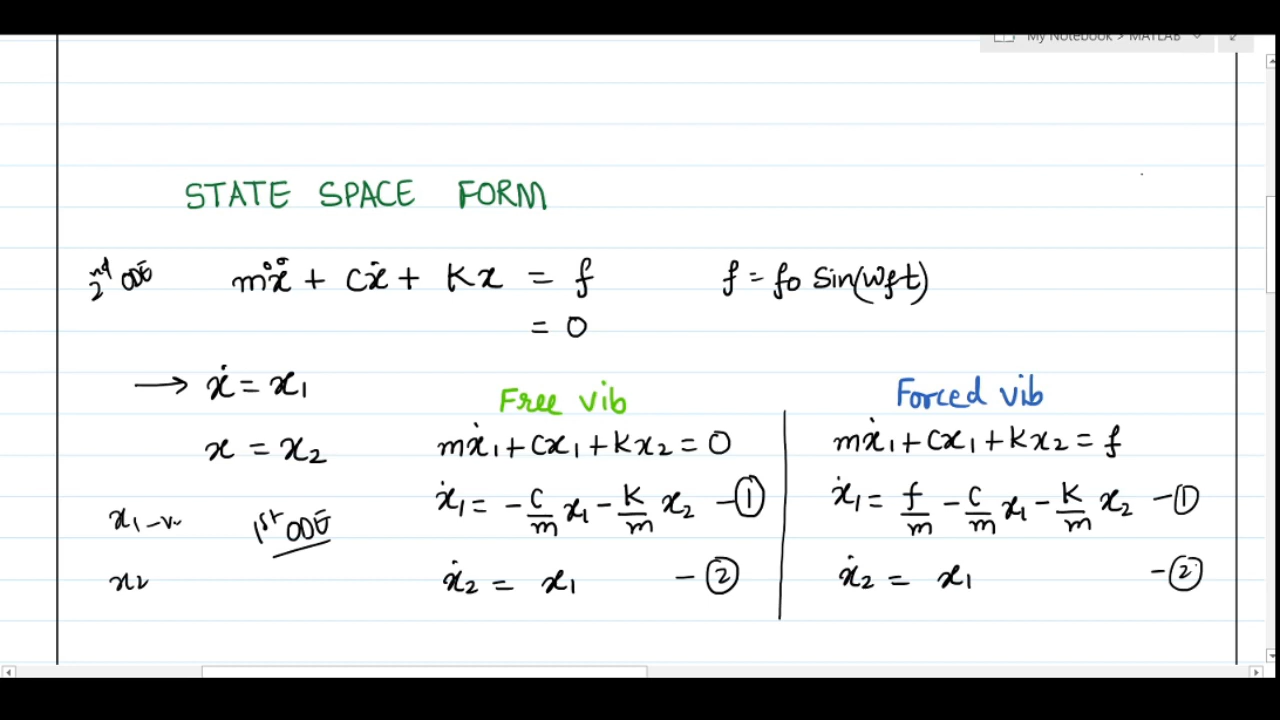 My Notebook > MATLAB
STATE SPACE FORM
2nd ODE
mẍ + cẋ + Kx = f
f = f0 Sin(ωf t)
= 0
→ ẋ = x1
x = x2
x1 - v
1st ODE
x2
Free vib
mẋ1 + Cx1 + Kx2 = 0
ẋ1 = - C/m x1 - K/m x2 - ①
ẋ2 = x1 - ②
Forced vib
mẋ1 + Cx1 + Kx2 = f
ẋ1 = f/m - C/m x1 - K/m x2 - ①
ẋ2 = x1 - ②